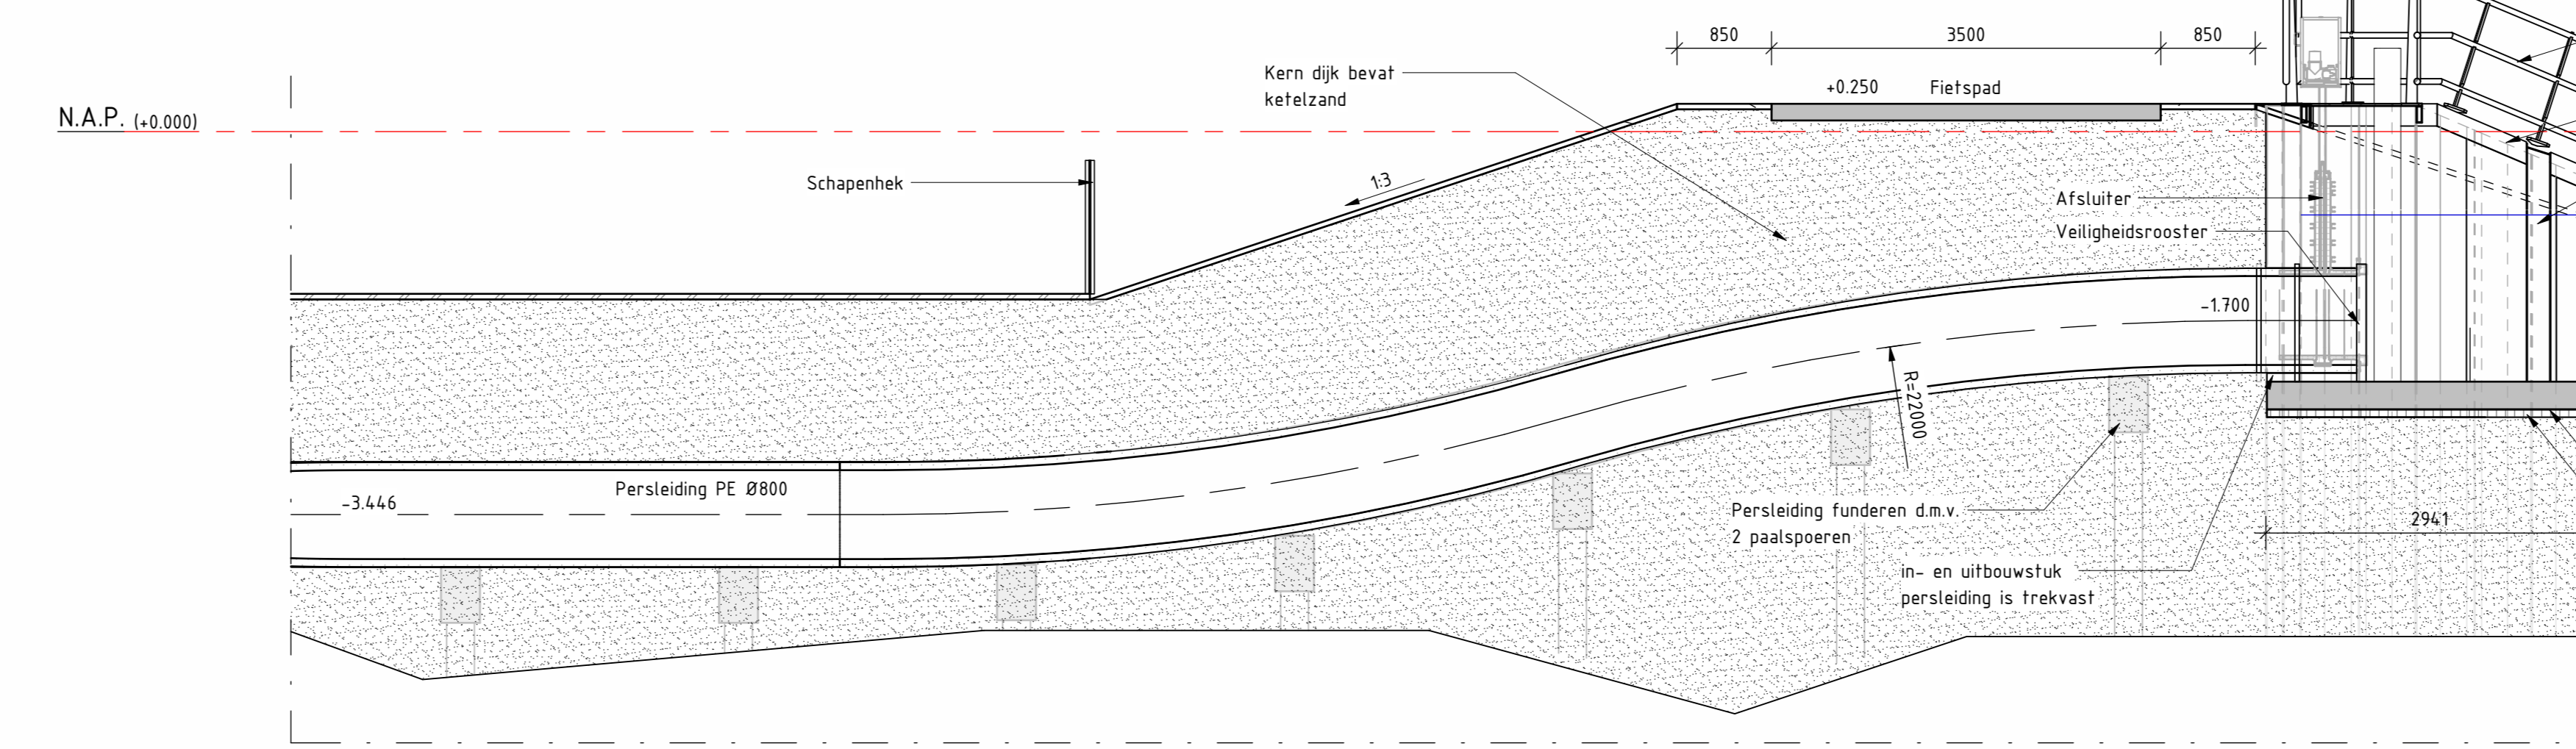 850
3500
850
Kern dijk bevat
ketelzand
+0.250
Fietspad
N.A.P. (+0.000)
Schapenhek
1:3
Afsluiter
Veiligheidsrooster
-1.700
R=22000
Persleiding PE Ø800
-3.446
Persleiding funderen d.m.v.
2 paalspoeren
2941
in- en uitbouwstuk
persleiding is trekvast